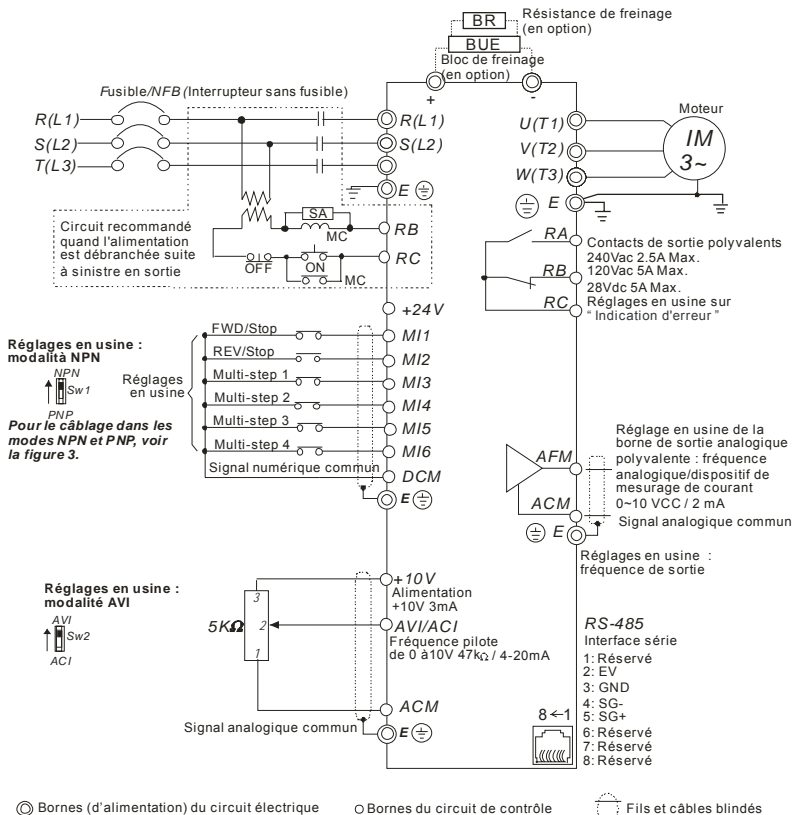 BR
Résistance de freinage
(en option)
BUE
Bloc de freinage
(en option)
+
-
Fusible/NFB (Interrupteur sans fusible)
R(L1)
S(L2)
T(L3)
R(L1)
S(L2)
E
U(T1)
V(T2)
W(T3)
E
Moteur
IM
3~
Circuit recommandé
quand l'alimentation
est débranchée suite
à sinistre en sortie
SA
MC
OFF
ON
MC
RB
RC
RA
RB
RC
Contacts de sortie polyvalents
240Vac 2.5A Max.
120Vac 5A Max.
28Vdc 5A Max.
Réglages en usine sur
" Indication d'erreur "
+24V
Réglages en usine :
modalità NPN
NPN
Sw1
PNP
Pour le câblage dans les
modes NPN et PNP, voir
la figure 3.
Réglages
en usine
FWD/Stop
REV/Stop
Multi-step 1
Multi-step 2
Multi-step 3
Multi-step 4
Signal numérique commun
MI1
MI2
MI3
MI4
MI5
MI6
DCM
E
AFM
ACM
E
Réglage en usine de la
borne de sortie analogique
polyvalente : fréquence
analogique/dispositif de
mesurage de courant
0~10 VCC / 2 mA
Signal analogique commun
Réglages en usine :
fréquence de sortie
Réglages en usine :
modalité AVI
AVI
Sw2
ACI
5KΩ
3
2
1
+10V
Alimentation
+10V 3mA
AVI/ACI
Fréquence pilote
de 0 à10V 47kΩ / 4-20mA
ACM
Signal analogique commun
E
RS-485
Interface série
1: Réservé
2: EV
3: GND
4: SG-
5: SG+
6: Réservé
7: Réservé
8: Réservé
8←1
Bornes (d'alimentation) du circuit électrique
Bornes du circuit de contrôle
Fils et câbles blindés